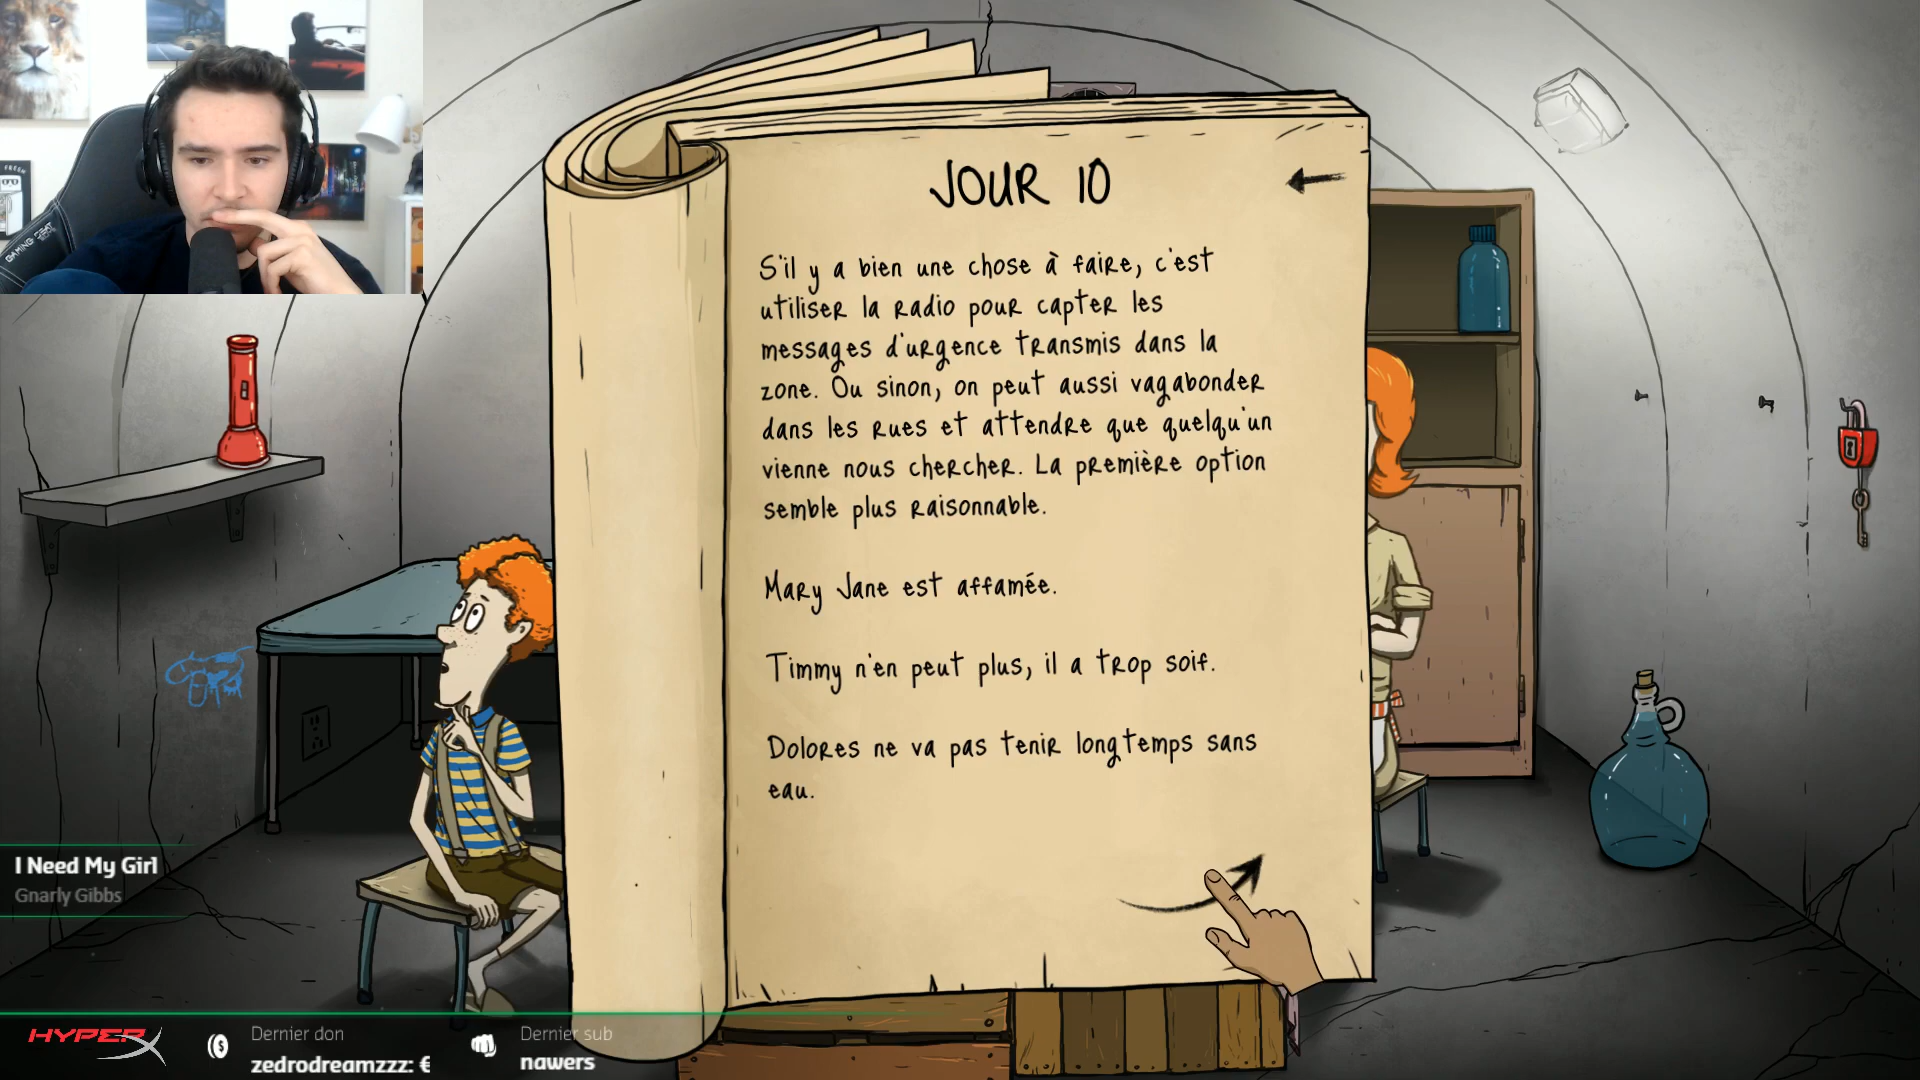 FRESH
GAMING SEAT
JOUR 10
S'il y a bien une chose à faire, c'est
utiliser la radio pour capter les
messages d'urgence transmis dans la
zone. Ou sinon, on peut aussi vagabonder
dans les rues et attendre que quelqu'un
vienne nous chercher. La première option
semble plus raisonnable.
Mary Jane est affamée.
Timmy n'en peut plus, il a trop soif.
Dolores ne va pas tenir longtemps sans
eau.
I Need My Girl
Gnarly Gibbs
HYPERX
Dernier don
zedrodreamzzz: €
Dernier sub
nawers